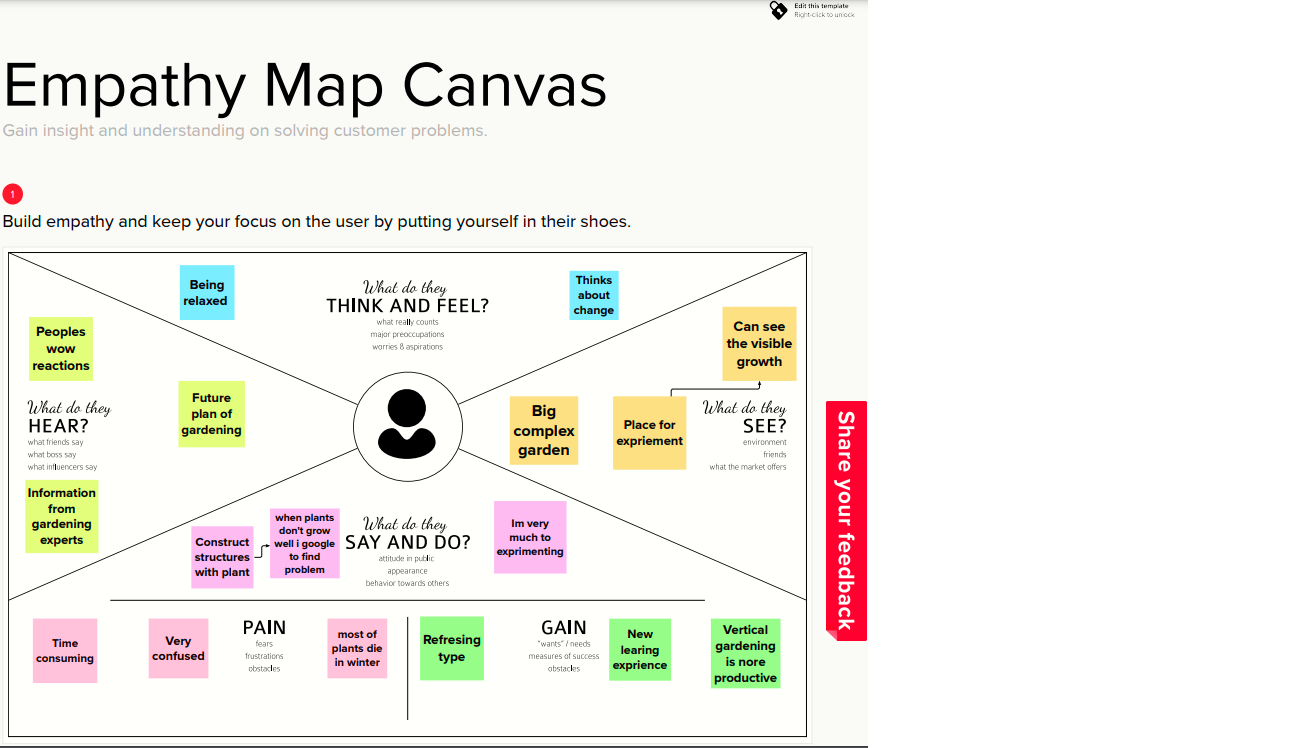 Edit this template
Right-click to unlock
Empathy Map Canvas
Gain insight and understanding on solving customer problems.
1
Build empathy and keep your focus on the user by putting yourself in their shoes.
Being
relaxed
What do they
THINK AND FEEL?
what really counts
major preoccupations
worries & aspirations
Thinks
about
change
Peoples
wow
reactions
Future
plan of
gardening
What do they
HEAR?
what friends say
what boss say
what influencers say
Information
from
gardening
experts
Can see
the visible
growth
Big
complex
garden
Place for
expriement
What do they
SEE?
environment
friends
what the market offers
Construct
structures
with plant
when plants
don't grow
well i google
to find
problem
What do they
SAY AND DO?
attitude in public
appearance
behavior towards others
Im very
much to
exprimenting
Time
consuming
Very
confused
PAIN
fears
frustrations
obstacles
most of
plants die
in winter
Refresing
type
GAIN
"wants" / needs
measures of success
obstacles
New
learing
exprience
Vertical
gardening
is nore
productive
Share your feedback